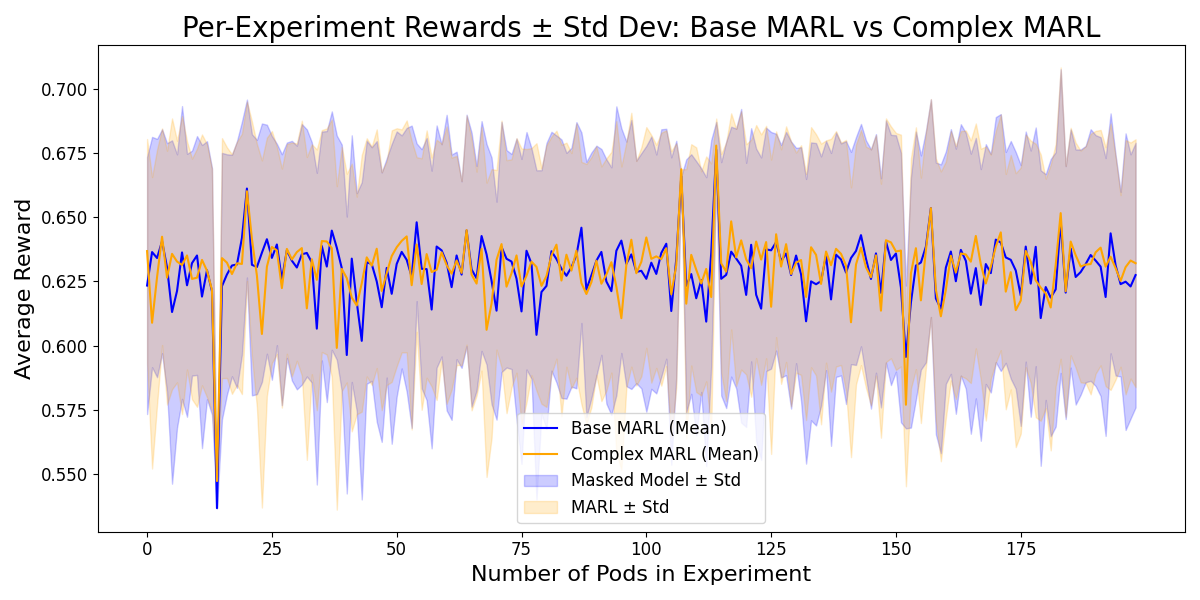 Per-Experiment Rewards ± Std Dev: Base MARL vs Complex MARL
Average Reward
0.700
0.675
0.650
0.625
0.600
0.575
0.550
Base MARL (Mean)
Complex MARL (Mean)
Masked Model ± Std
MARL ± Std
0 25 50 75 100 125 150 175
Number of Pods in Experiment